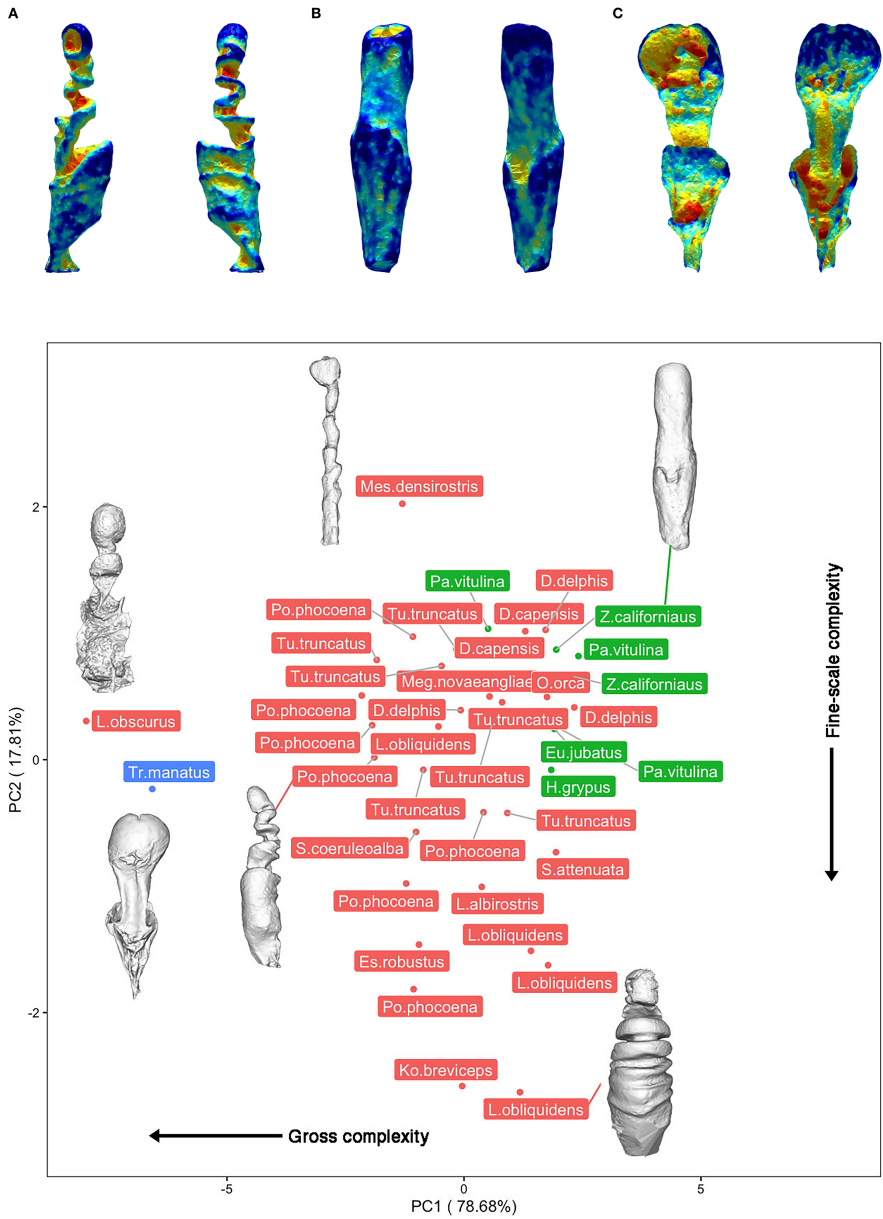 A B C
Mes.densirostris
2
Pa.vitulina D.delphis
Po.phocoena Tu.truncatus D.capensis Z.californiaus
Tu.truncatus D.capensis Pa.vitulina
Tu.truncatus Meg.novaeangliae O.orca Z.californiaus
Po.phocoena D.delphis Tu.truncatus D.delphis
L.obscurus
Po.phocoena L.obliquidens Eu.jubatus
0
Tr.manatus Po.phocoena Tu.truncatus H.grypus Pa.vitulina
Tu.truncatus Tu.truncatus
S.coeruleoalba Po.phocoena S.attenuata
Po.phocoena L.albirostris
L.obliquidens
Es.robustus L.obliquidens
Po.phocoena
-2
Ko.breviceps
L.obliquidens
Gross complexity
Fine-scale complexity
PC2 ( 17.81%)
-5 0 5
PC1 ( 78.68%)